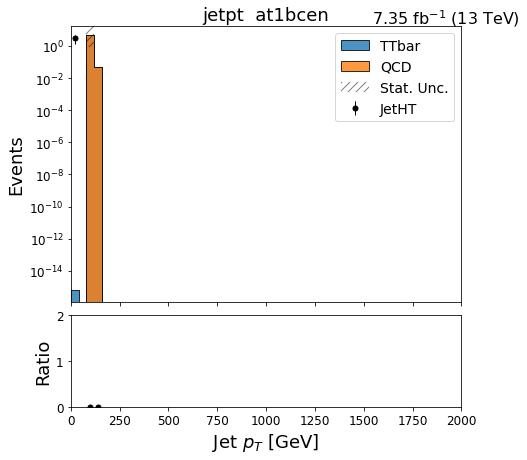 jetpt at1bcen
7.35 fb⁻¹ (13 TeV)
TTbar
QCD
Stat. Unc.
JetHT
Events
10⁰
10⁻²
10⁻⁴
10⁻⁶
10⁻⁸
10⁻¹⁰
10⁻¹²
10⁻¹⁴
Ratio
2
1
0
0 250 500 750 1000 1250 1500 1750 2000
Jet p_T [GeV]